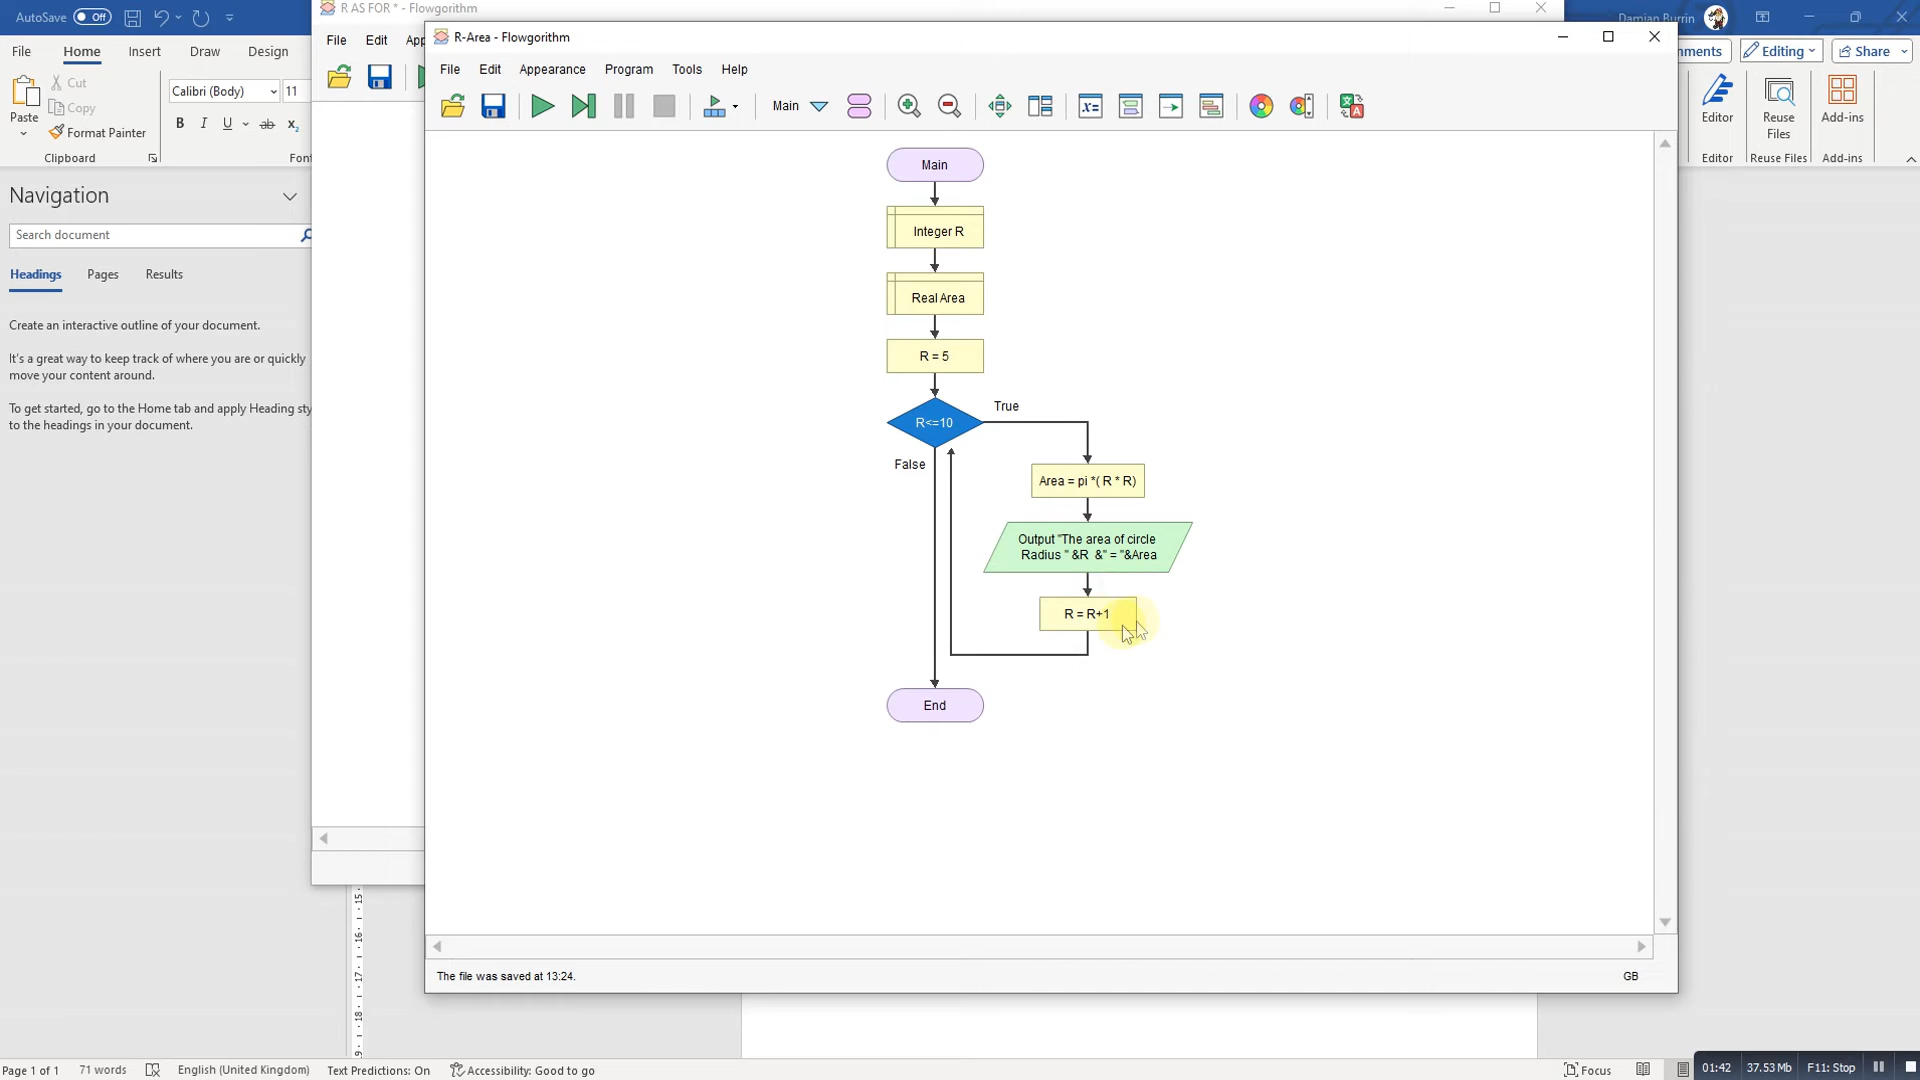 AutoSave Off
R AS FOR * - Flowgorithm
Damian Burrin
File Home Insert Draw Design
File Edit App
Editing
Share
Cut
Copy
Paste
Format Painter
Clipboard
Calibri (Body) 11
B I U ab x₂
Font
R-Area - Flowgorithm
File Edit Appearance Program Tools Help
Main
Editor
Reuse
Files
Add-ins
Editor Reuse Files Add-ins
Navigation
Search document
Headings Pages Results
Create an interactive outline of your document.
It's a great way to keep track of where you are or quickly
move your content around.
To get started, go to the Home tab and apply Heading sty
to the headings in your document.
Main
Integer R
Real Area
R = 5
R<=10
True
False
Area = pi *( R * R)
Output "The area of circle
Radius " &R &" = "&Area
R = R+1
End
The file was saved at 13:24.
GB
15
16
17
18
Page 1 of 1 71 words English (United Kingdom) Text Predictions: On Accessibility: Good to go
Focus
01:42 37.53 Mb F11: Stop